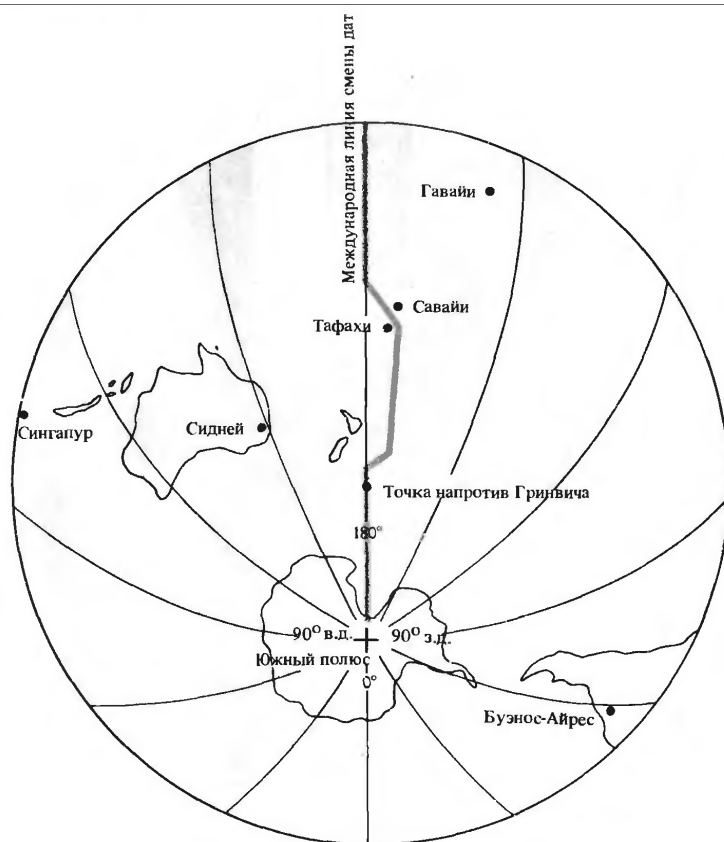 Международная линия смены дат
Гавайи
Савайи
Тафахи
Сингапур
Сидней
Точка напротив Гринвича
180°
90° в.д.
90° з.д.
Южный полюс
0°
Буэнос-Айрес